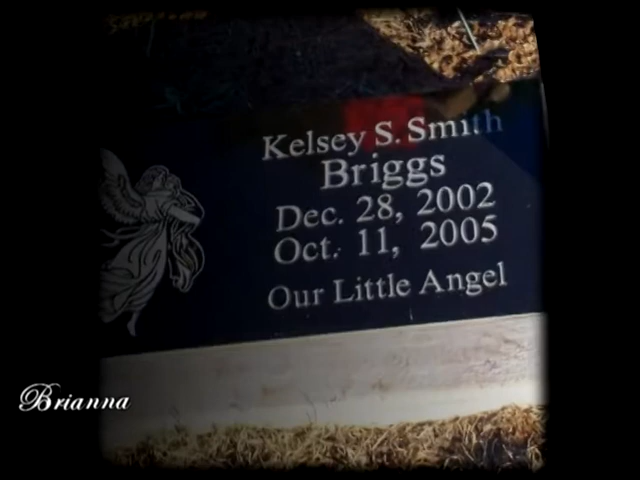 Kelsey S. Smith
Briggs
Dec. 28, 2002
Oct. 11, 2005
Our Little Angel
Brianna